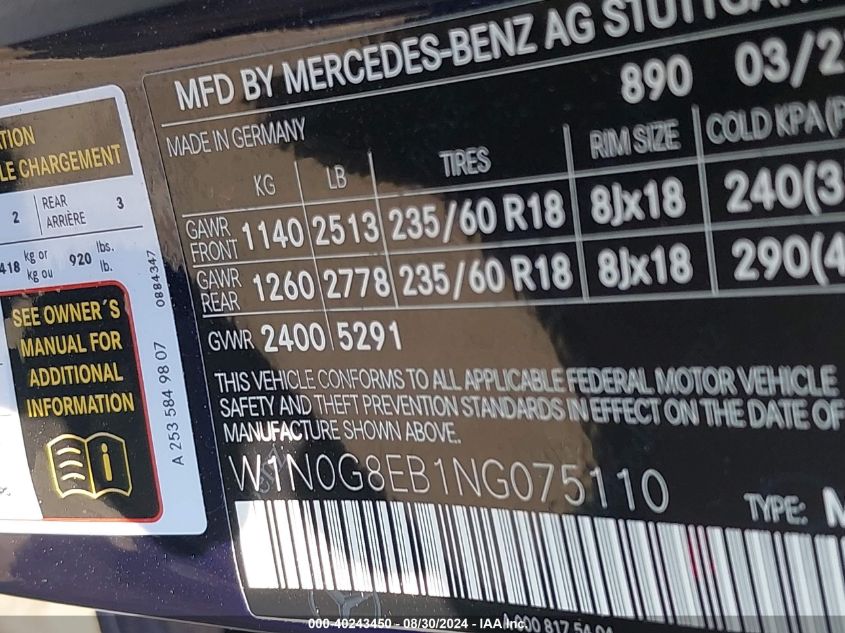 MFD BY MERCEDES-BENZ AG STUTTGAR
890 03/2
MADE IN GERMANY
KG LB TIRES RIM SIZE COLD KPA(P
GAWR FRONT 1140 2513 235/60 R18 8Jx18 240(3
GAWR REAR 1260 2778 235/60 R18 8Jx18 290(4
GVWR 2400 5291
THIS VEHICLE CONFORMS TO ALL APPLICABLE FEDERAL MOTOR VEHICLE
SAFETY AND THEFT PREVENTION STANDARDS IN EFFECT ON THE DATE OF
MANUFACTURE SHOWN ABOVE.
W1N0G8EB1NG075110
TYPE: M
ATION
LE CHARGEMENT
2 REAR ARRIÈRE 3
418 kg or kg ou 920 lbs. lb.
SEE OWNER´S
MANUAL FOR
ADDITIONAL
INFORMATION
A 253 584 98 07 0884347
000-40243450 - 08/30/2024 - IAA Inc.